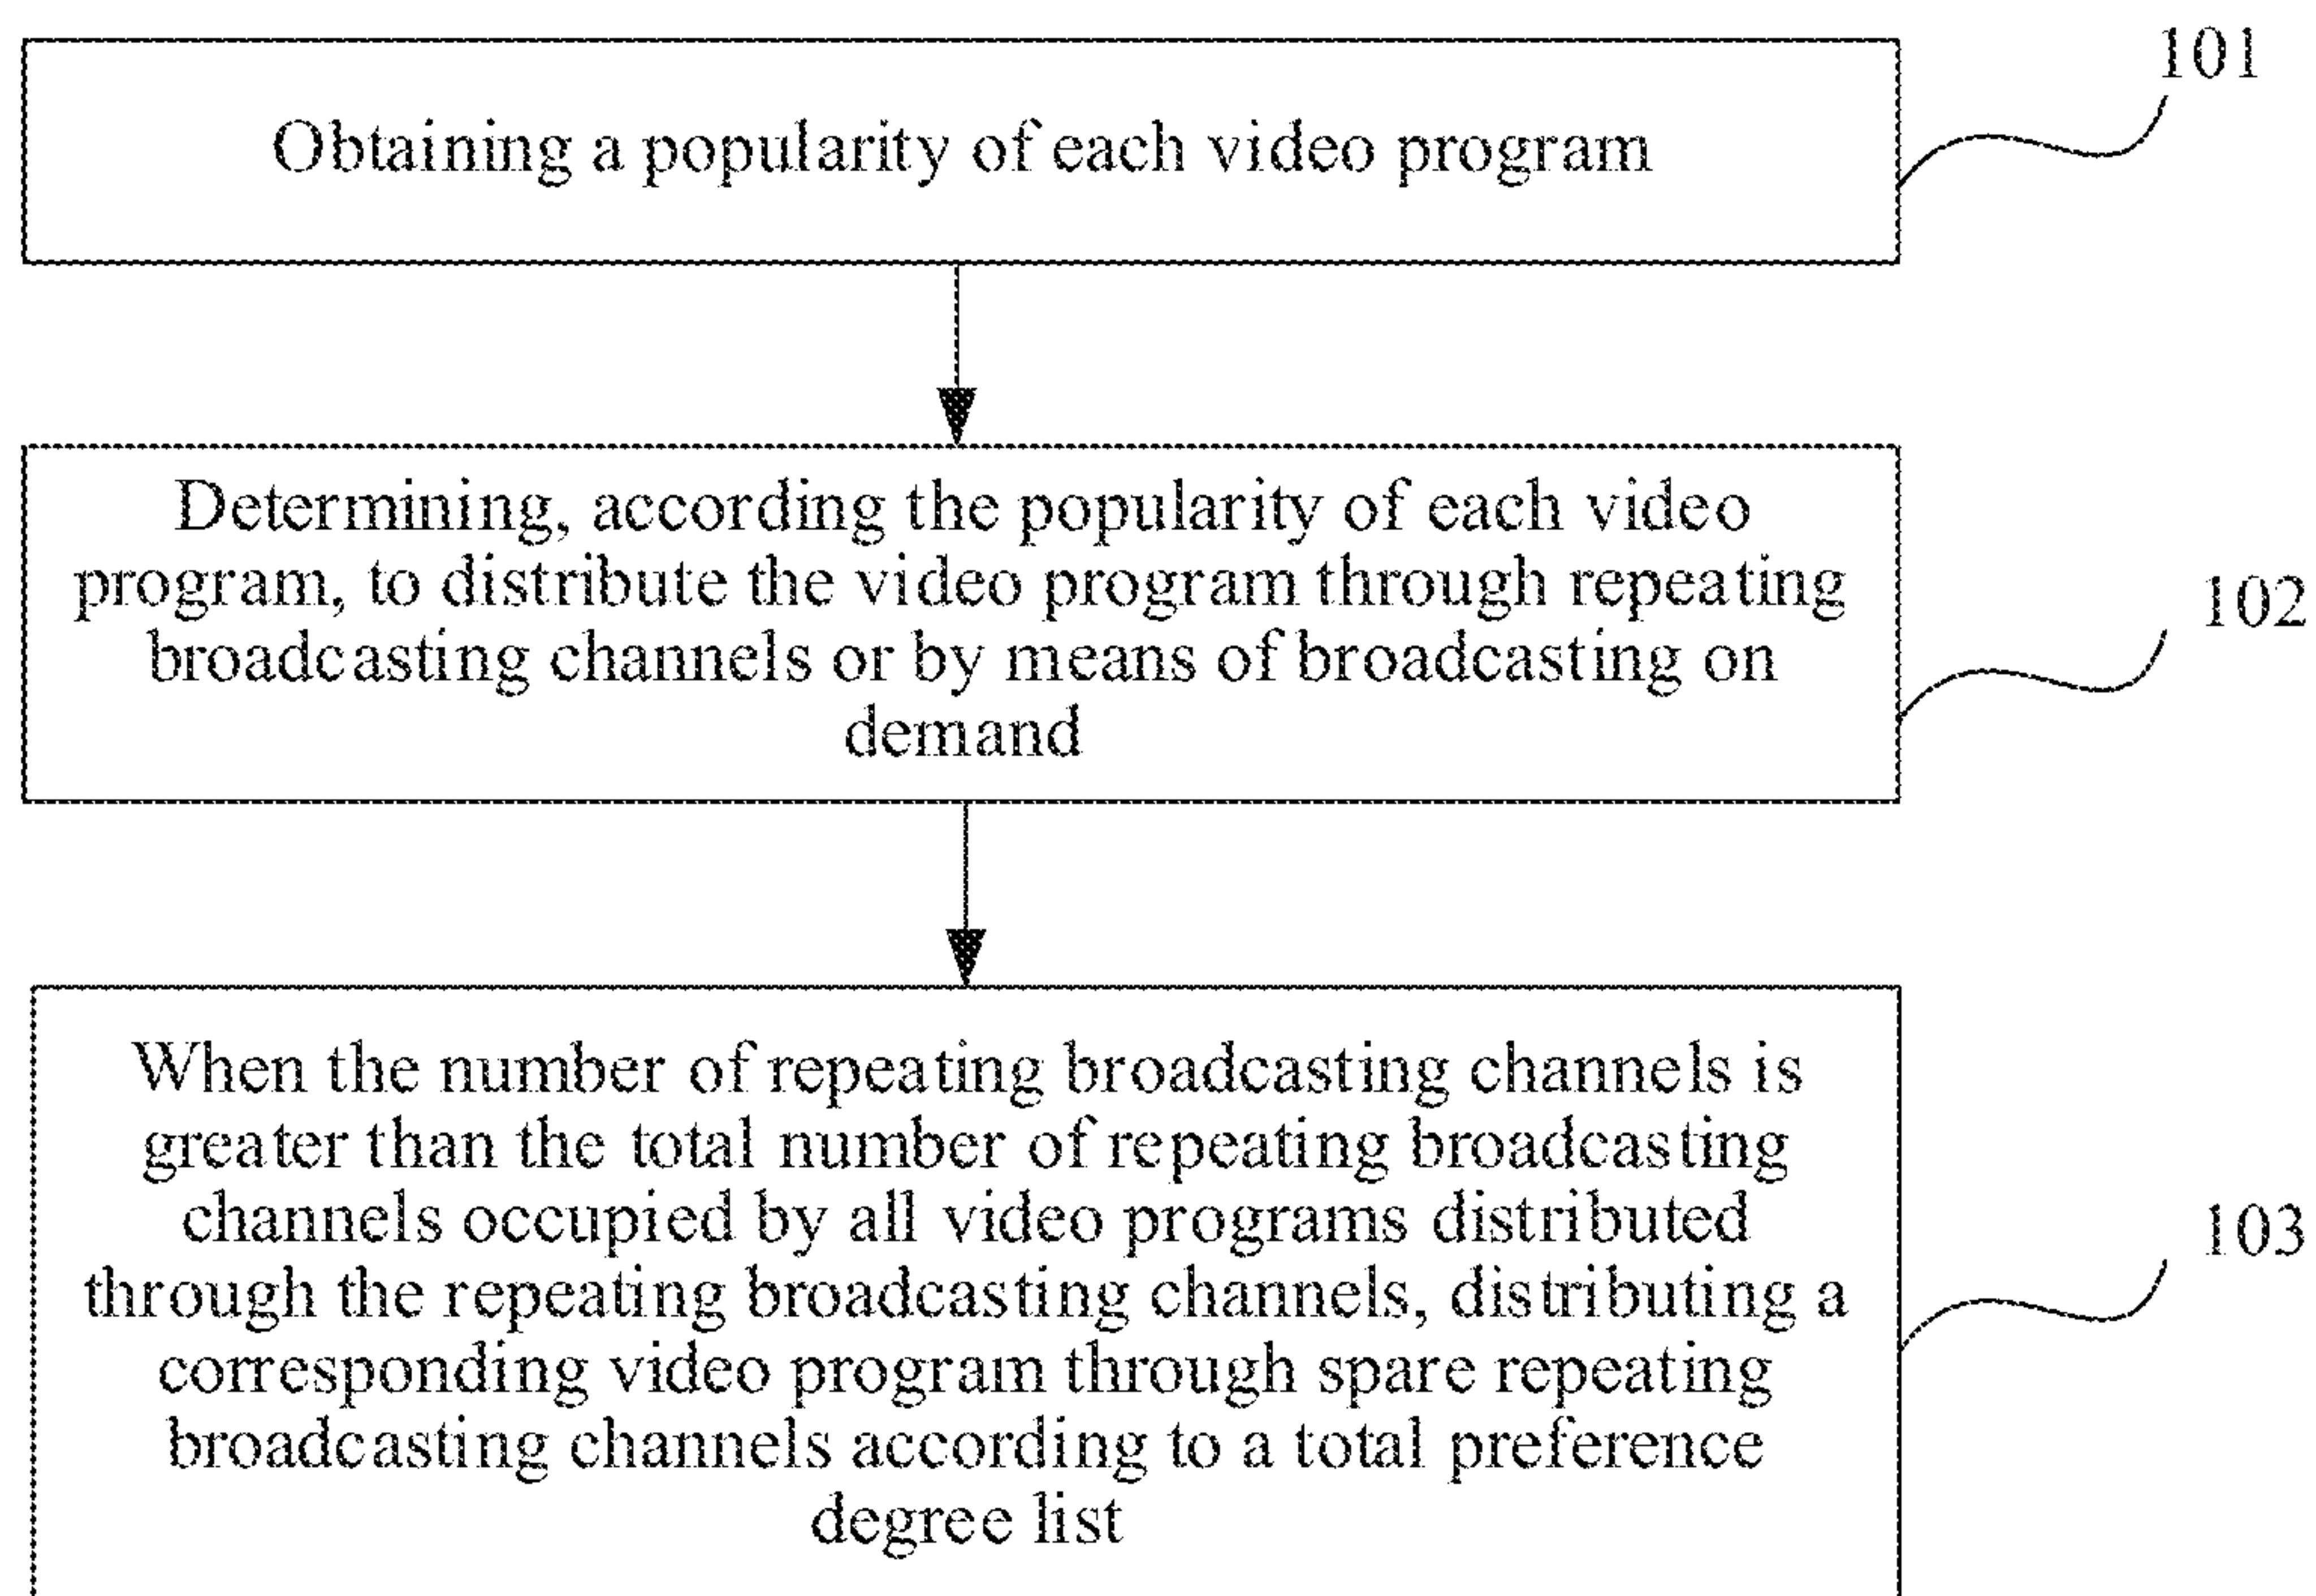 101
Obtaining a popularity of each video program
Determining, according the popularity of each video
program, to distribute the video program through repeating
broadcasting channels or by means of broadcasting on
demand
102
When the number of repeating broadcasting channels is
greater than the total number of repeating broadcasting
channels occupied by all video programs distributed
through the repeating broadcasting channels, distributing a
corresponding video program through spare repeating
broadcasting channels according to a total preference
degree list
103